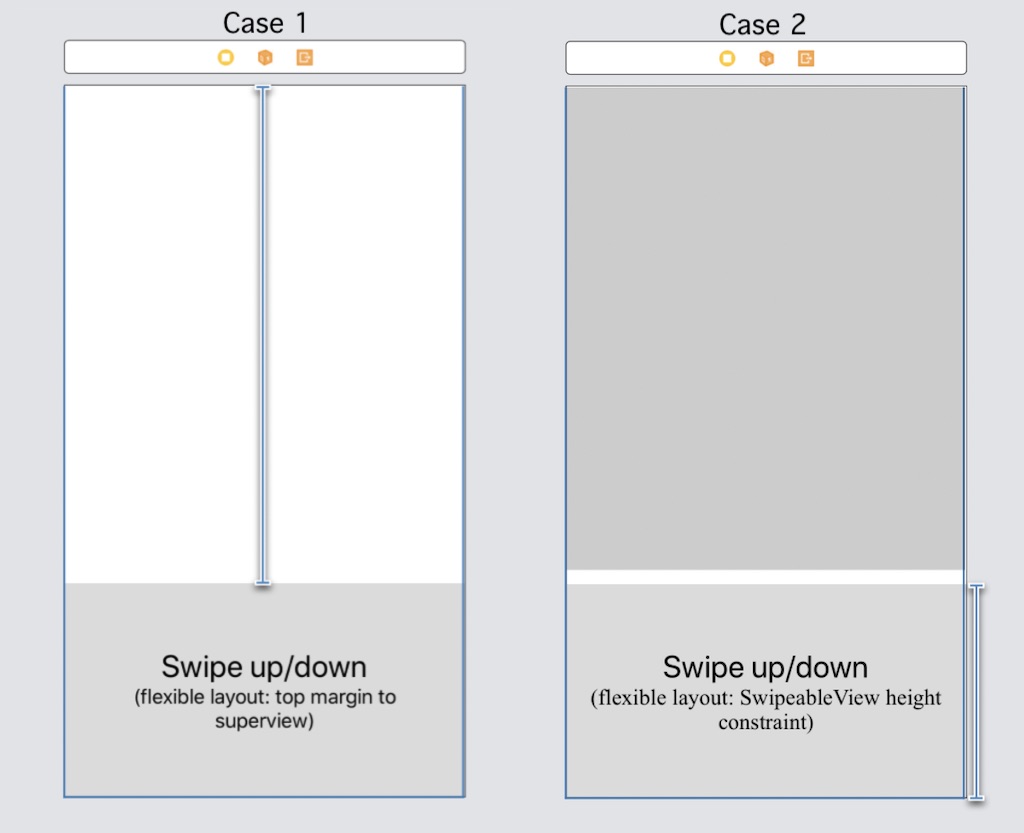 Case 1
Case 2
Swipe up/down
(flexible layout: top margin to
superview)
Swipe up/down
(flexible layout: SwipeableView height
constraint)